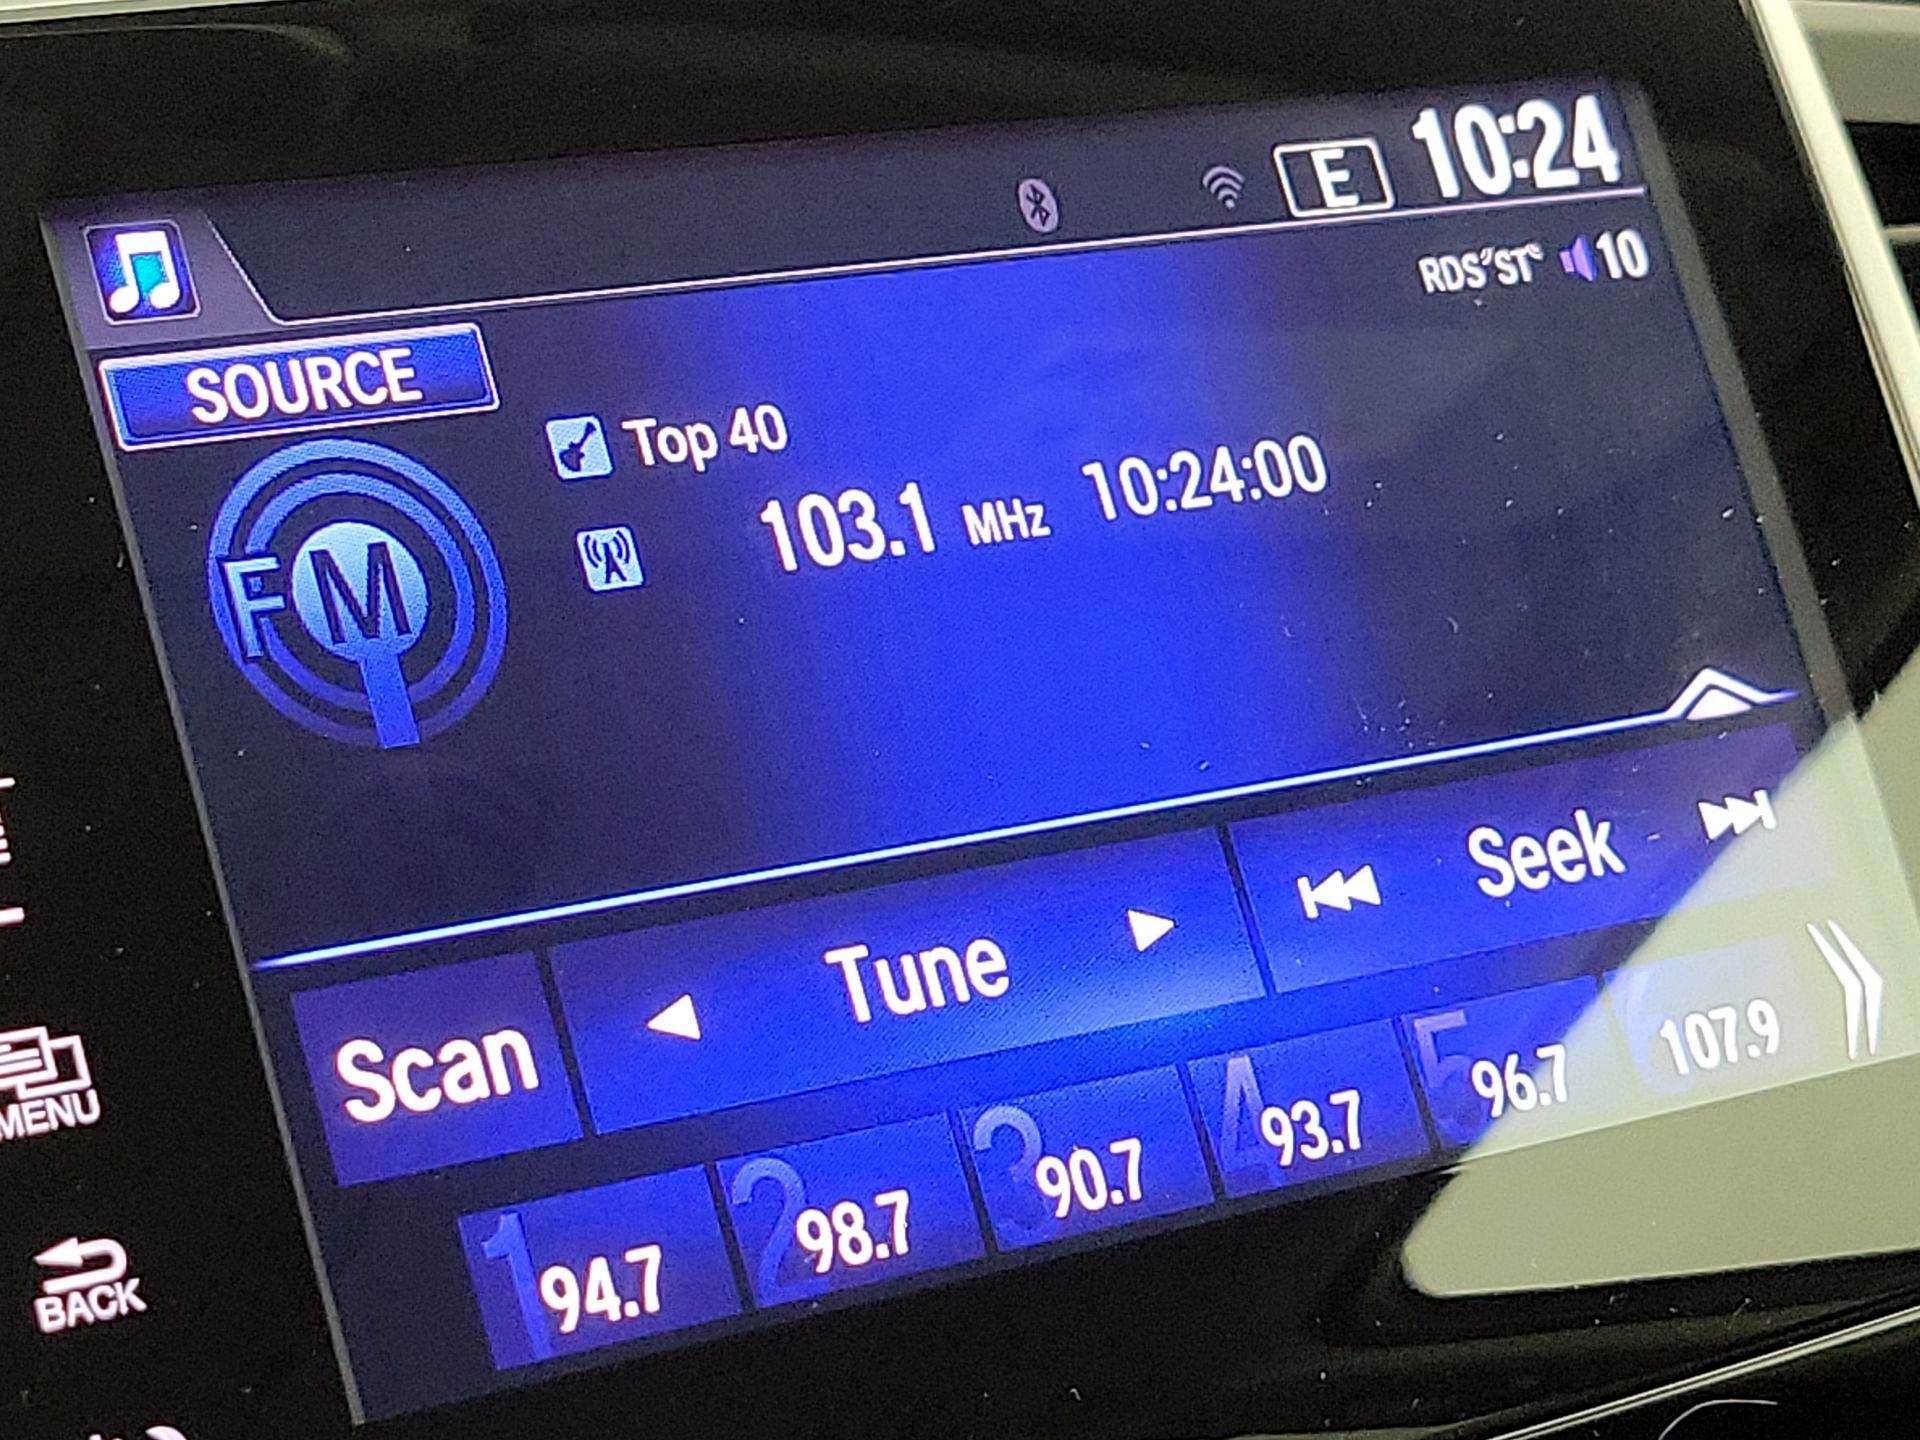 E 10:24
RDS ST 10
SOURCE
Top 40
FM
103.1 MHz 10:24:00
Scan Tune Seek
1 94.7 2 98.7 3 90.7 4 93.7 5 96.7 107.9
MENU
BACK